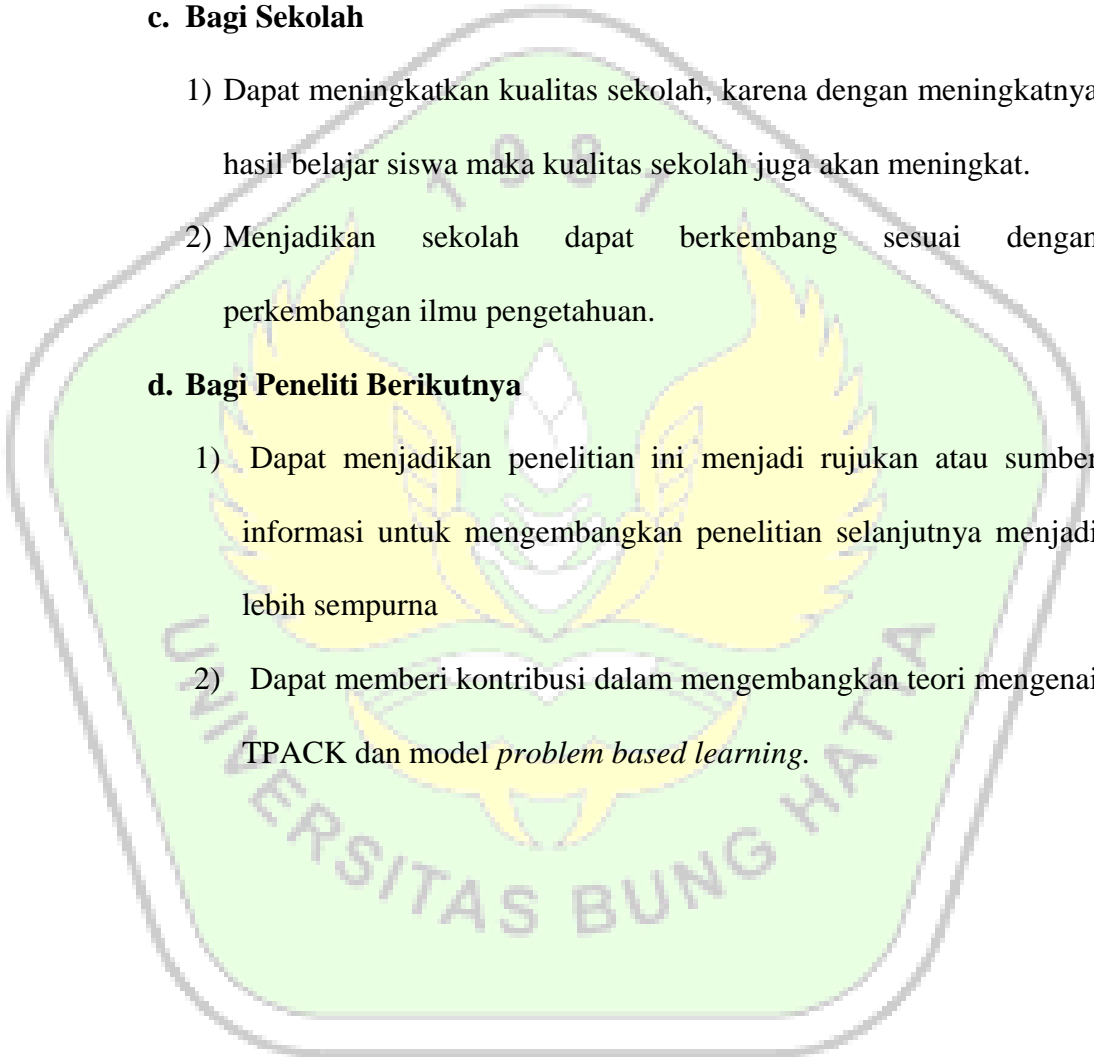 c. Bagi Sekolah
1) Dapat meningkatkan kualitas sekolah, karena dengan meningkatnya
hasil belajar siswa maka kualitas sekolah juga akan meningkat.
2) Menjadikan sekolah dapat berkembang sesuai dengan
perkembangan ilmu pengetahuan.
d. Bagi Peneliti Berikutnya
1) Dapat menjadikan penelitian ini menjadi rujukan atau sumber
informasi untuk mengembangkan penelitian selanjutnya menjadi
lebih sempurna
2) Dapat memberi kontribusi dalam mengembangkan teori mengenai
TPACK dan model problem based learning.
1981
UNIVERSITAS BUNG HATTA